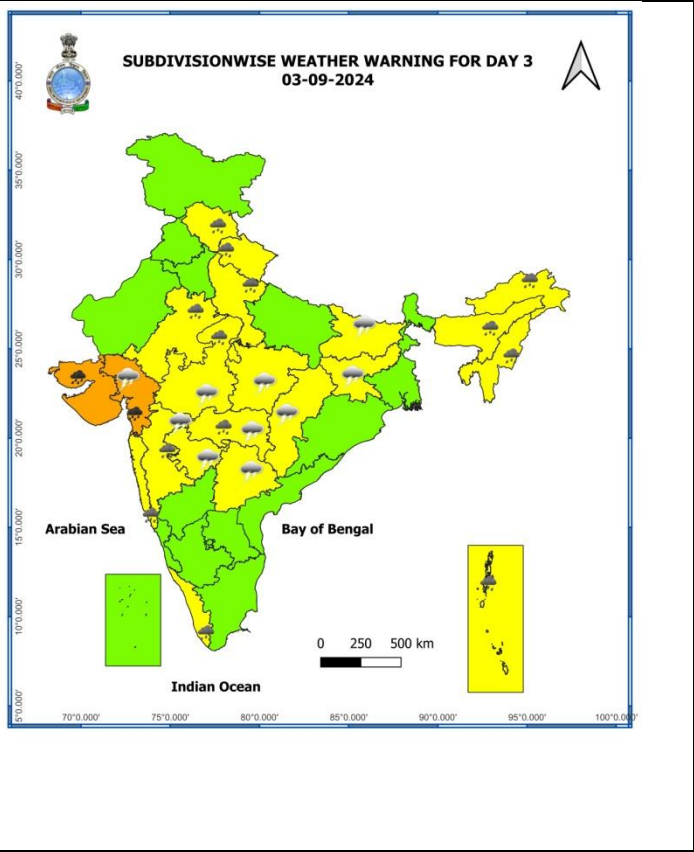 SUBDIVISIONWISE WEATHER WARNING FOR DAY 3
03-09-2024
40°0.000'
35°0.000'
30°0.000'
25°0.000'
20°0.000'
15°0.000'
10°0.000'
5°0.000'
Arabian Sea
Bay of Bengal
0 250 500 km
Indian Ocean
70°0.000' 75°0.000' 80°0.000' 85°0.000' 90°0.000' 95°0.000' 100°0.000'